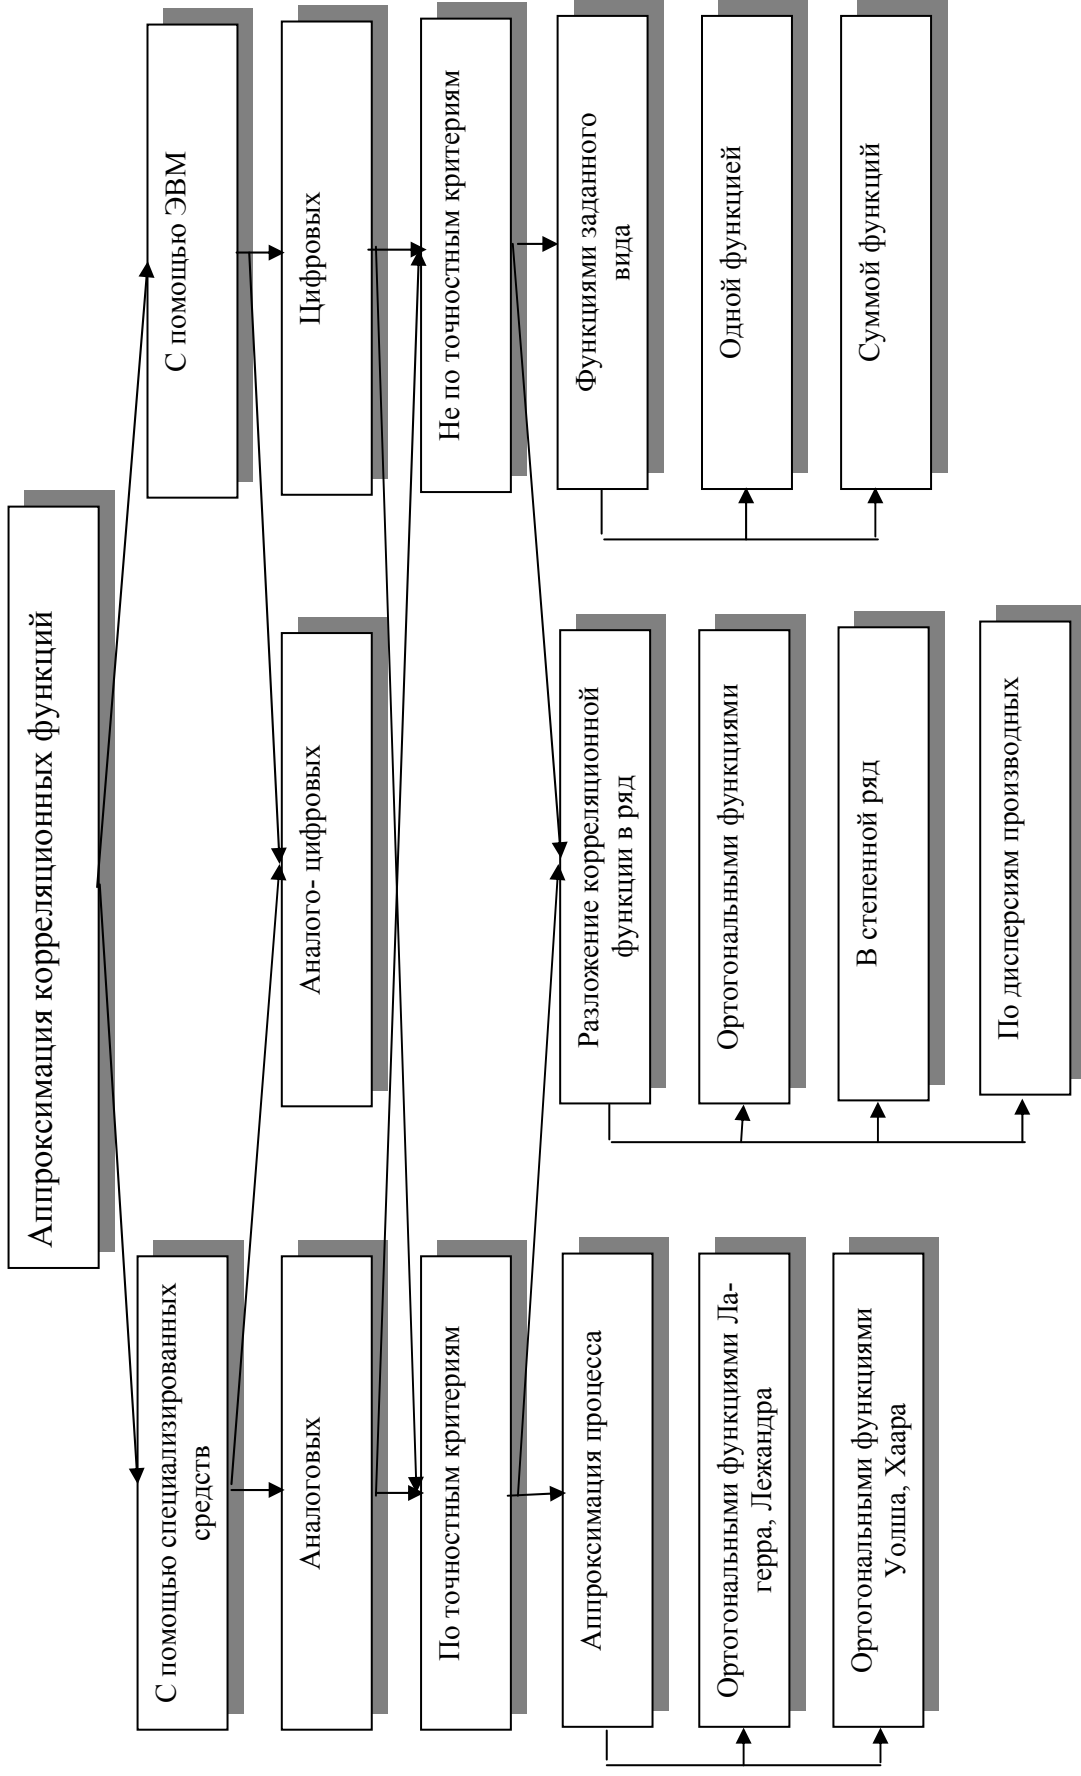 Аппроксимация корреляционных функций
С помощью специализированных
средств
С помощью ЭВМ
Аналоговых
Аналого- цифровых
Цифровых
По точностным критериям
Не по точностным критериям
Аппроксимация процесса
Разложение корреляционной
функции в ряд
Функциями заданного
вида
Ортогональными функциями Ла-
герра, Лежандра
Ортогональными функциями
Одной функцией
Ортогональными функциями
Уолша, Хаара
В степенной ряд
Суммой функций
По дисперсиям производных